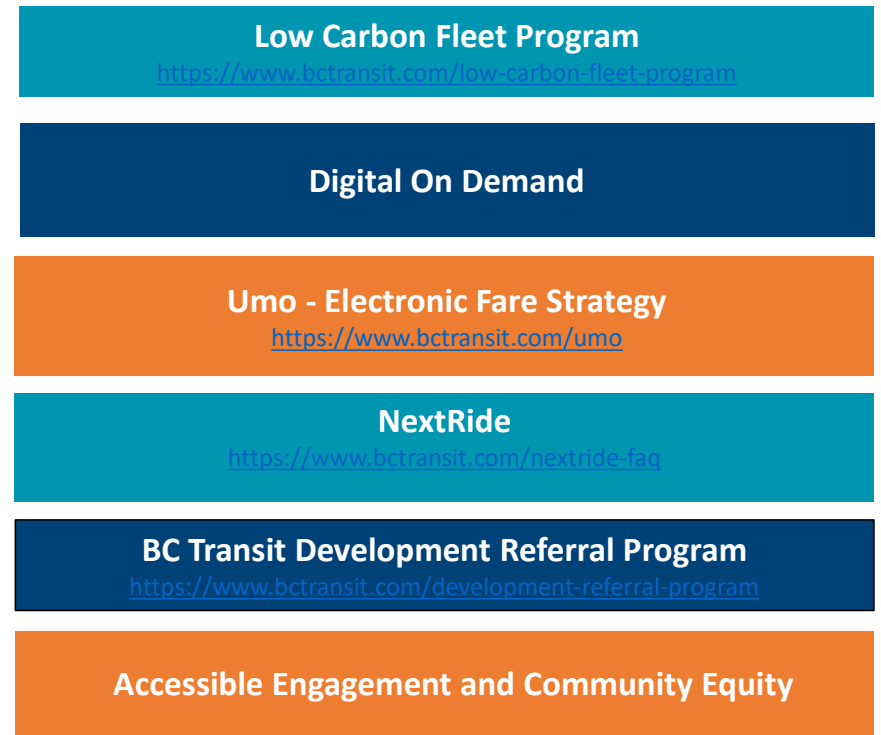 Low Carbon Fleet Program
https://www.bctransit.com/low-carbon-fleet-program
Digital On Demand
Umo - Electronic Fare Strategy
https://www.bctransit.com/umo
NextRide
https://www.bctransit.com/nextride-faq
BC Transit Development Referral Program
https://www.bctransit.com/development-referral-program
Accessible Engagement and Community Equity